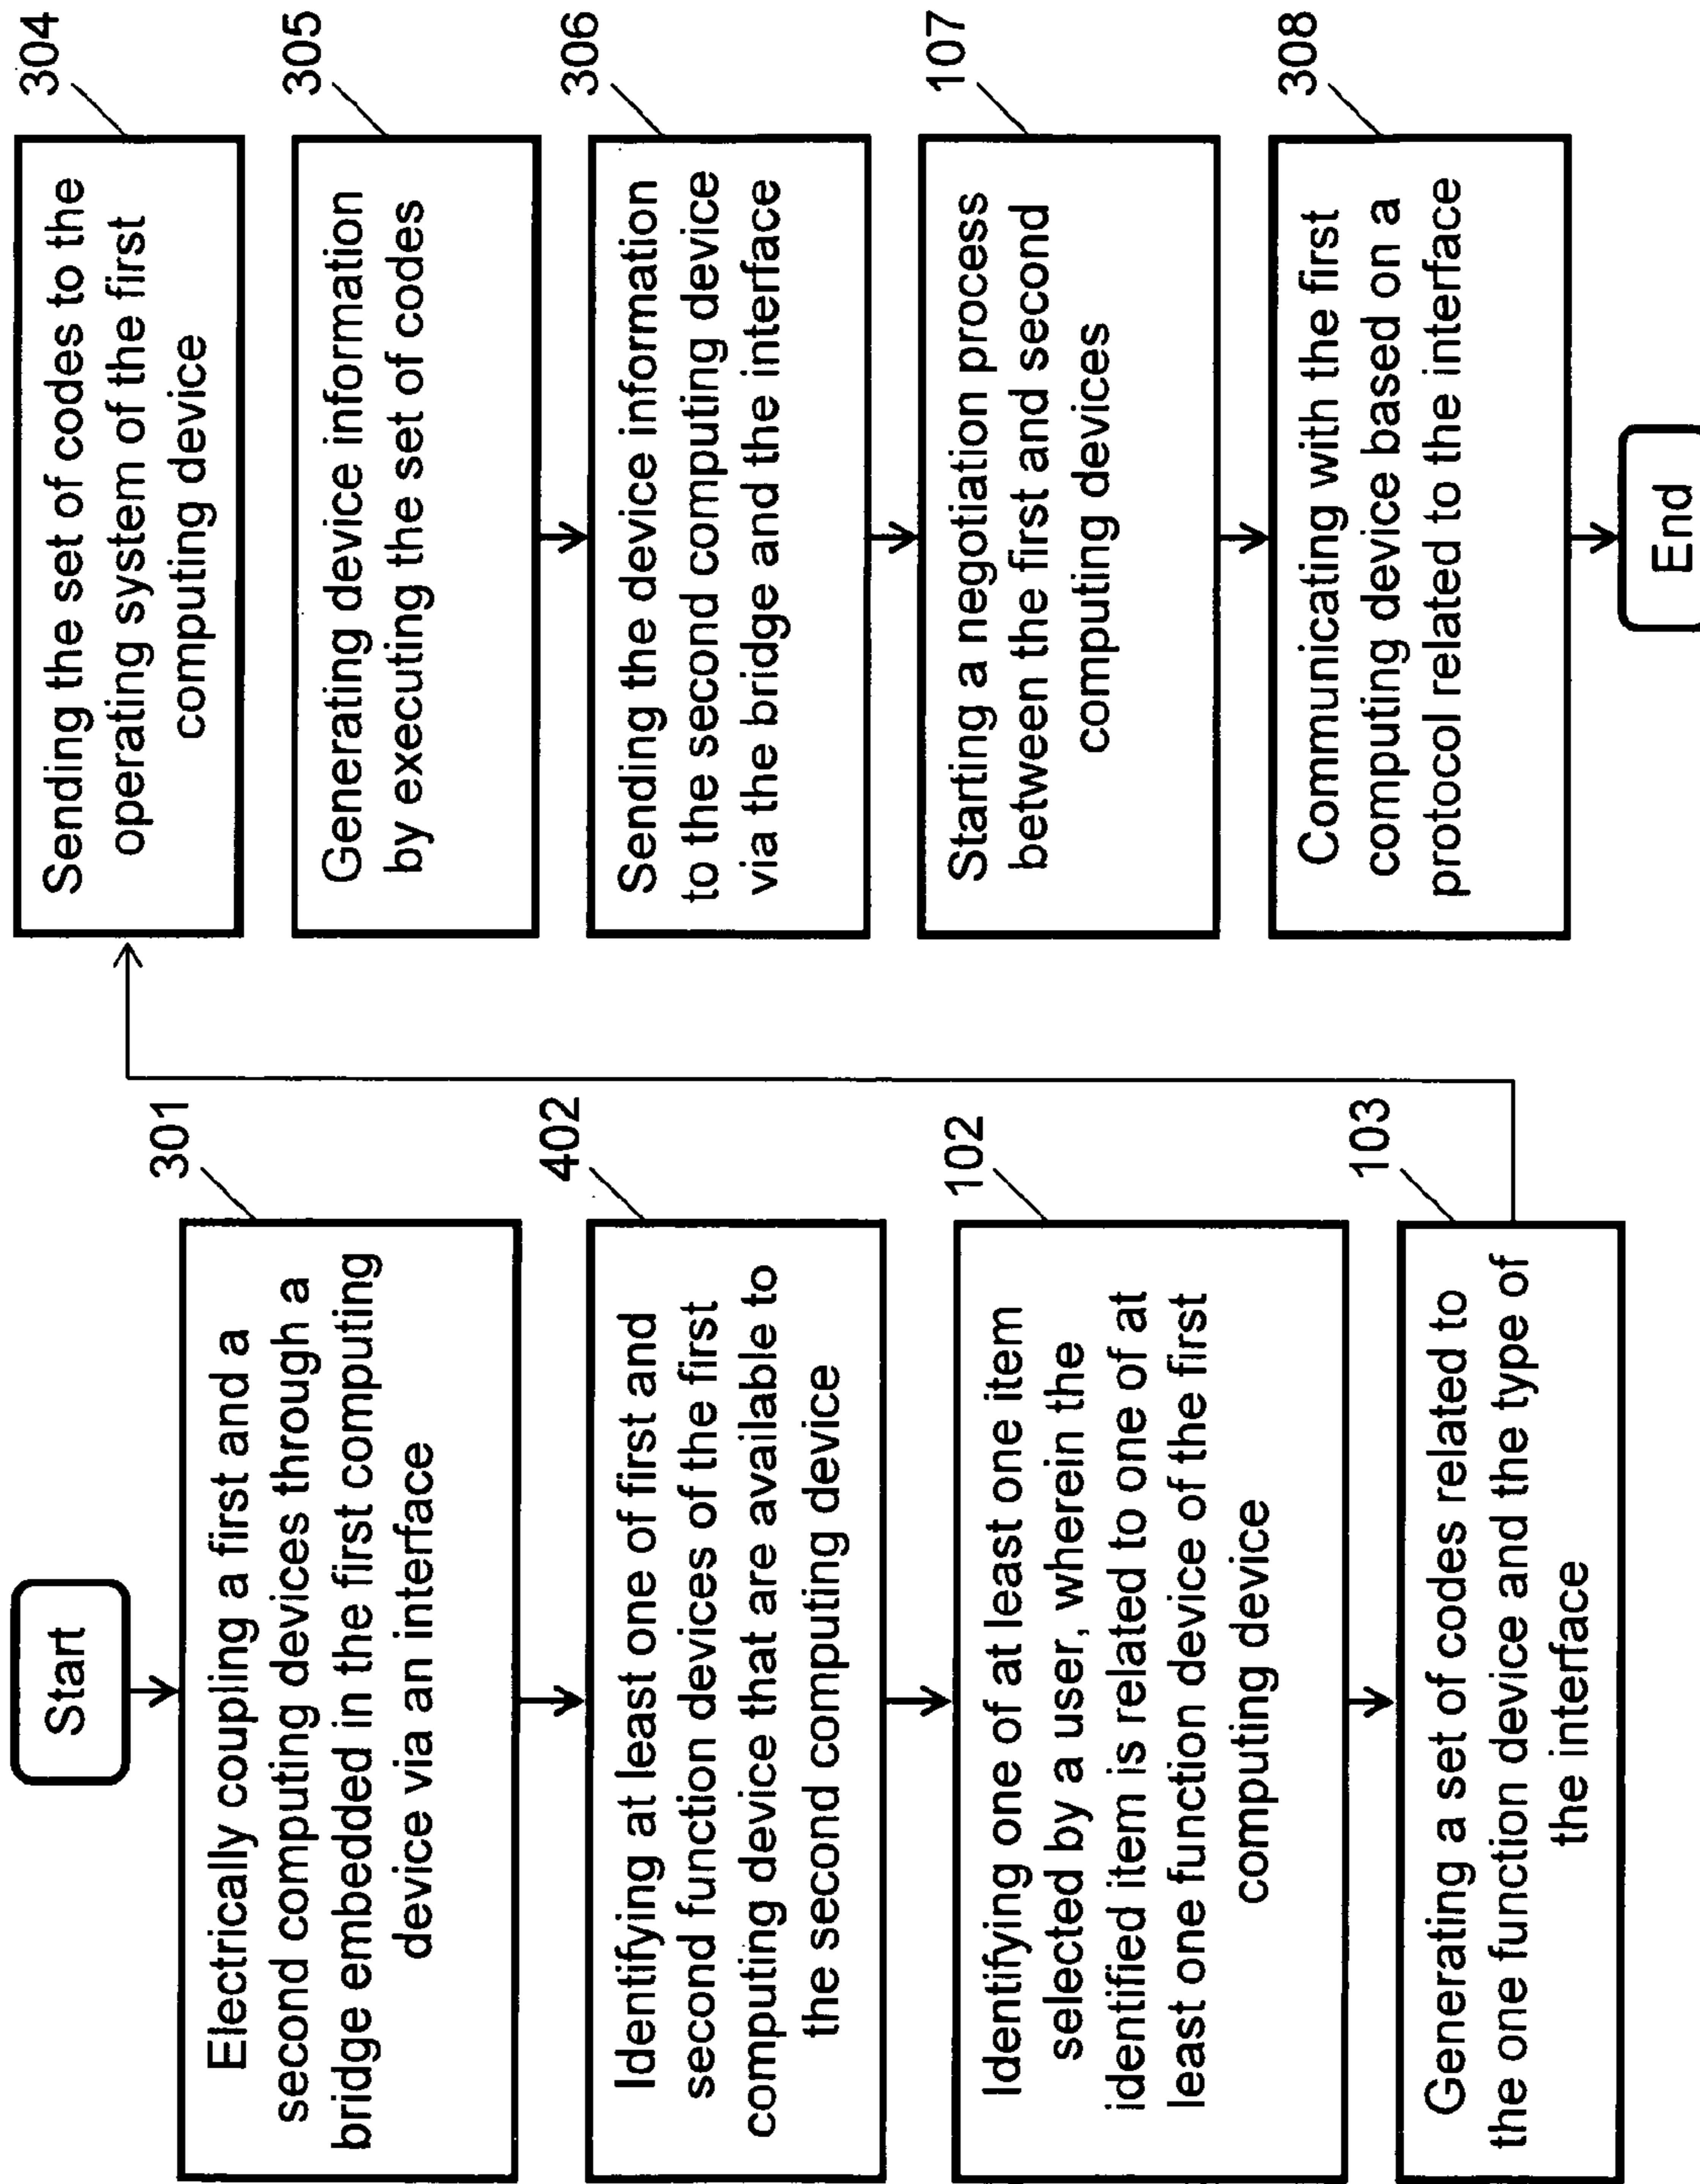 Start
301
Electrically coupling a first and a
second computing devices through a
bridge embedded in the first computing
device via an interface
402
Identifying at least one of first and
second function devices of the first
computing device that are available to
the second computing device
102
Identifying one of at least one item
selected by a user, wherein the
identified item is related to one of at
least one function device of the first
computing device
103
Generating a set of codes related to
the one function device and the type of
the interface
304
Sending the set of codes to the
operating system of the first
computing device
305
Generating device information
by executing the set of codes
306
Sending the device information
to the second computing device
via the bridge and the interface
107
Starting a negotiation process
between the first and second
computing devices
308
Communicating with the first
computing device based on a
protocol related to the interface
End